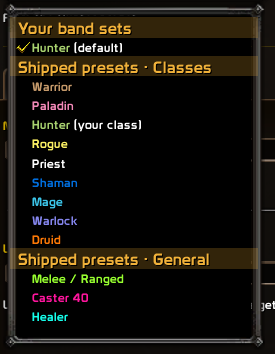 Your band sets
Hunter (default)
Shipped presets · Classes
Warrior
Paladin
Hunter (your class)
Rogue
Priest
Shaman
Mage
Warlock
Druid
Shipped presets · General
Melee / Ranged
Caster 40
Healer